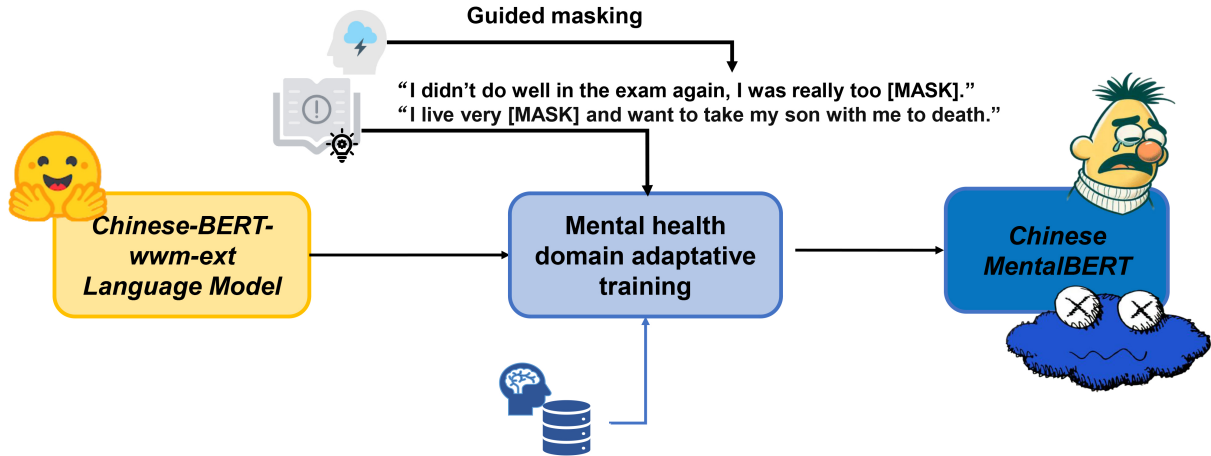 Guided masking
“I didn’t do well in the exam again, I was really too [MASK].”
“I live very [MASK] and want to take my son with me to death.”
Chinese-BERT-
wwm-ext
Language Model
Mental health
domain adaptative
training
Chinese
MentalBERT